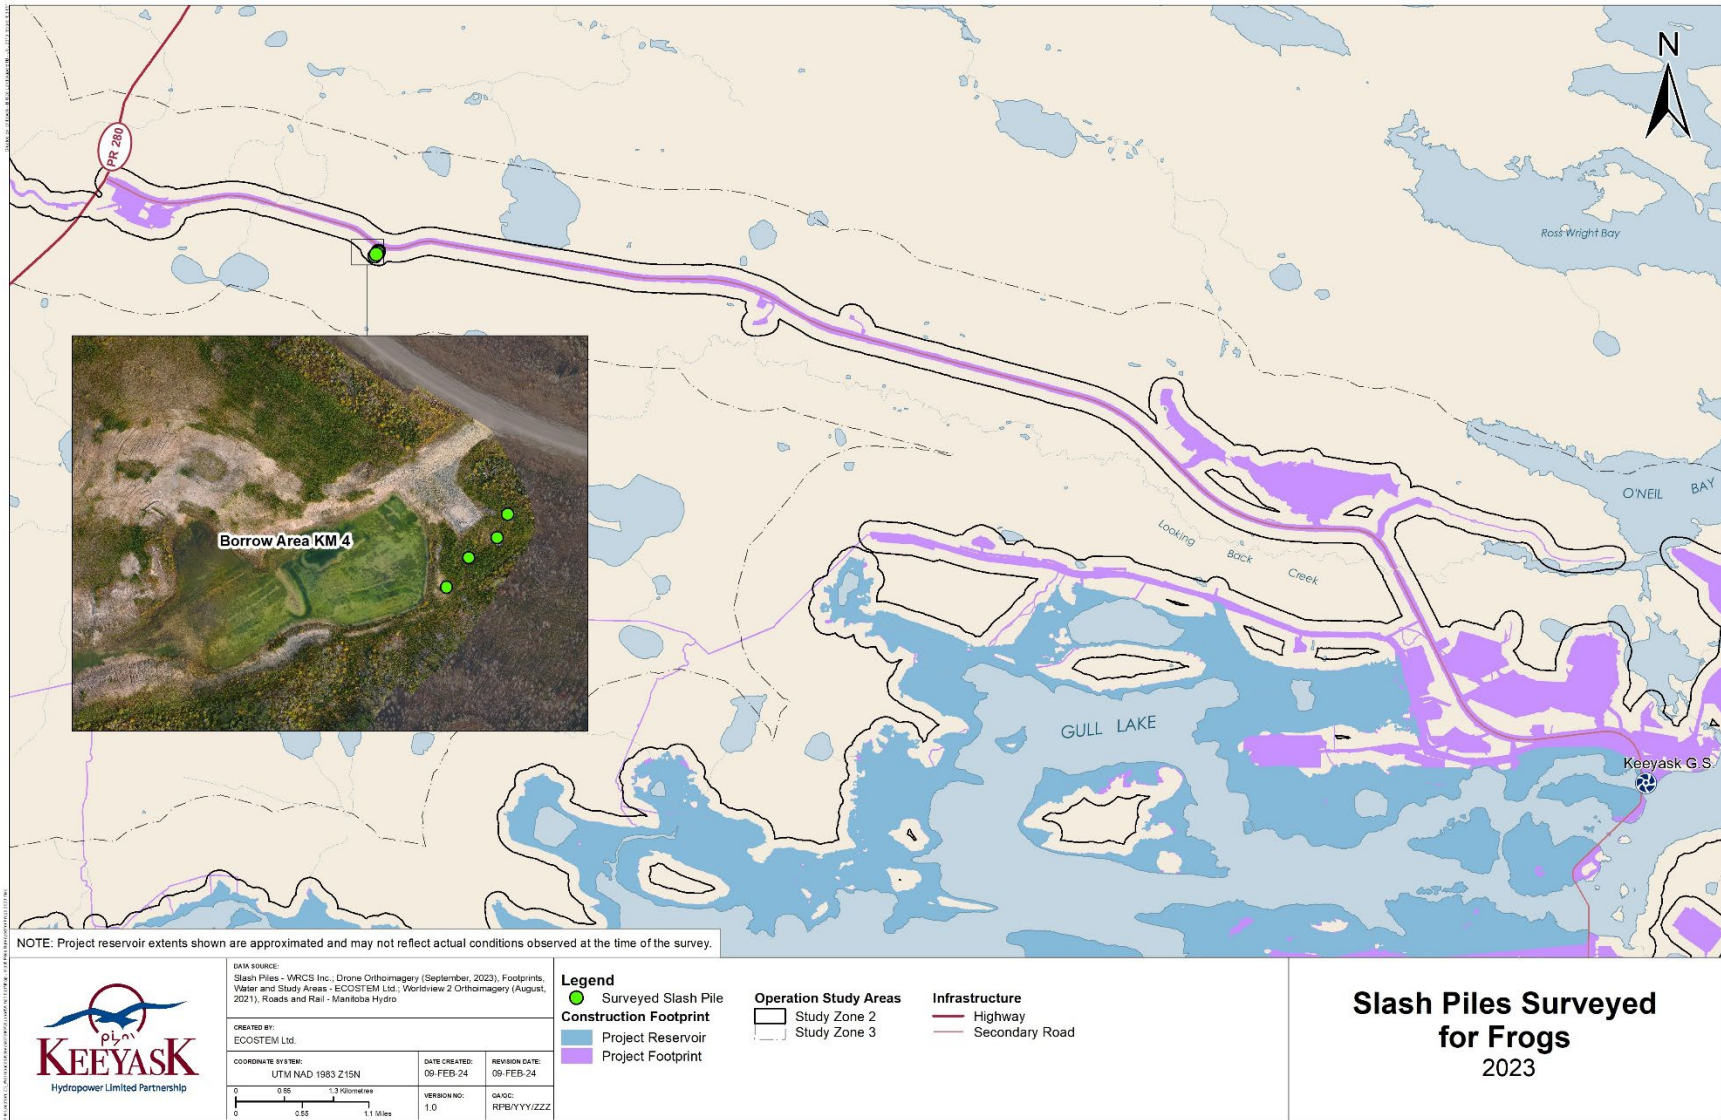 N
PR 280
Ross Wright Bay
O'NEIL BAY
Looking Back Creek
Borrow Area KM 4
GULL LAKE
Keeyask G.S.
NOTE: Project reservoir extents shown are approximated and may not reflect actual conditions observed at the time of the survey.
KEEYASK
Hydropower Limited Partnership
DATA SOURCE:
Slash Piles - WRCS Inc.; Drone Orthoimagery (September, 2023), Footprints,
Water and Study Areas - ECOSTEM Ltd.; Worldview 2 Orthoimagery (August,
2021), Roads and Rail - Manitoba Hydro
CREATED BY:
ECOSTEM Ltd.
COORDINATE SYSTEM:
UTM NAD 1983 Z15N
DATE CREATED:
09-FEB-24
REVISION DATE:
09-FEB-24
0 0.65 1.3 Kilometres
0 0.55 1.1 Miles
VERSION NO:
1.0
QA/QC:
RPB/YYY/ZZZ
Legend
Surveyed Slash Pile
Construction Footprint
Project Reservoir
Project Footprint
Operation Study Areas
Study Zone 2
Study Zone 3
Infrastructure
Highway
Secondary Road
Slash Piles Surveyed
for Frogs
2023